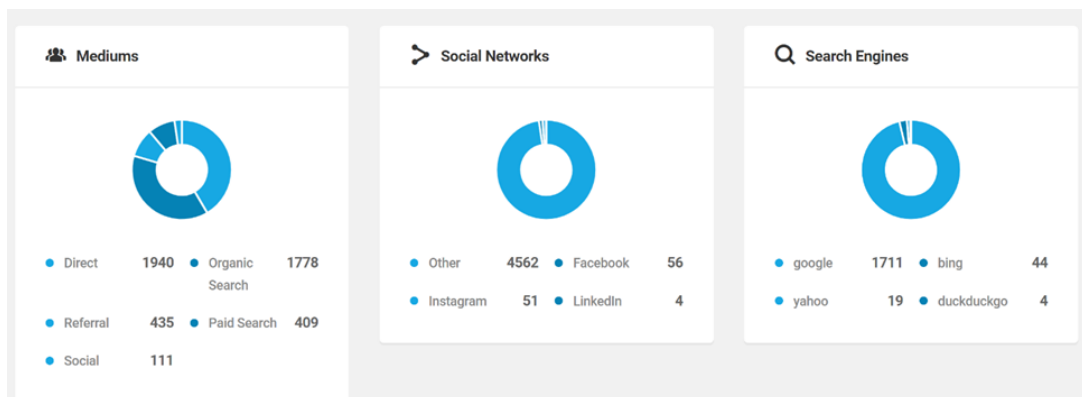 Mediums
Direct 1940 Organic Search 1778
Referral 435 Paid Search 409
Social 111
Social Networks
Other 4562 Facebook 56
Instagram 51 LinkedIn 4
Search Engines
google 1711 bing 44
yahoo 19 duckduckgo 4